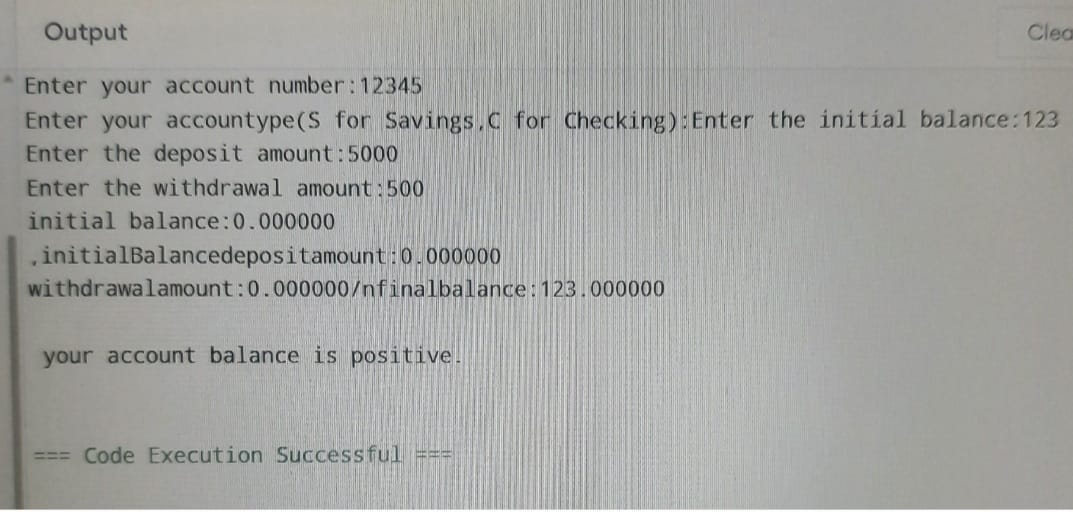 Output
Clea
Enter your account number:12345
Enter your accountype(S for Savings,C for Checking):Enter the initial balance:123
Enter the deposit amount:5000
Enter the withdrawal amount:500
initial balance:0.000000
,initialBalancedepositamount:0.000000
withdrawalamount:0.000000/nfinalbalance:123.000000
your account balance is positive.
=== Code Execution Successful ===